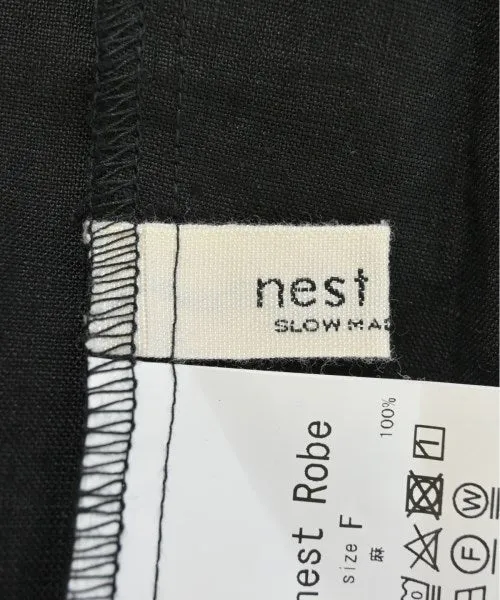 nest
SLOW MAD
nest Robe
size F
麻
100%
W
F